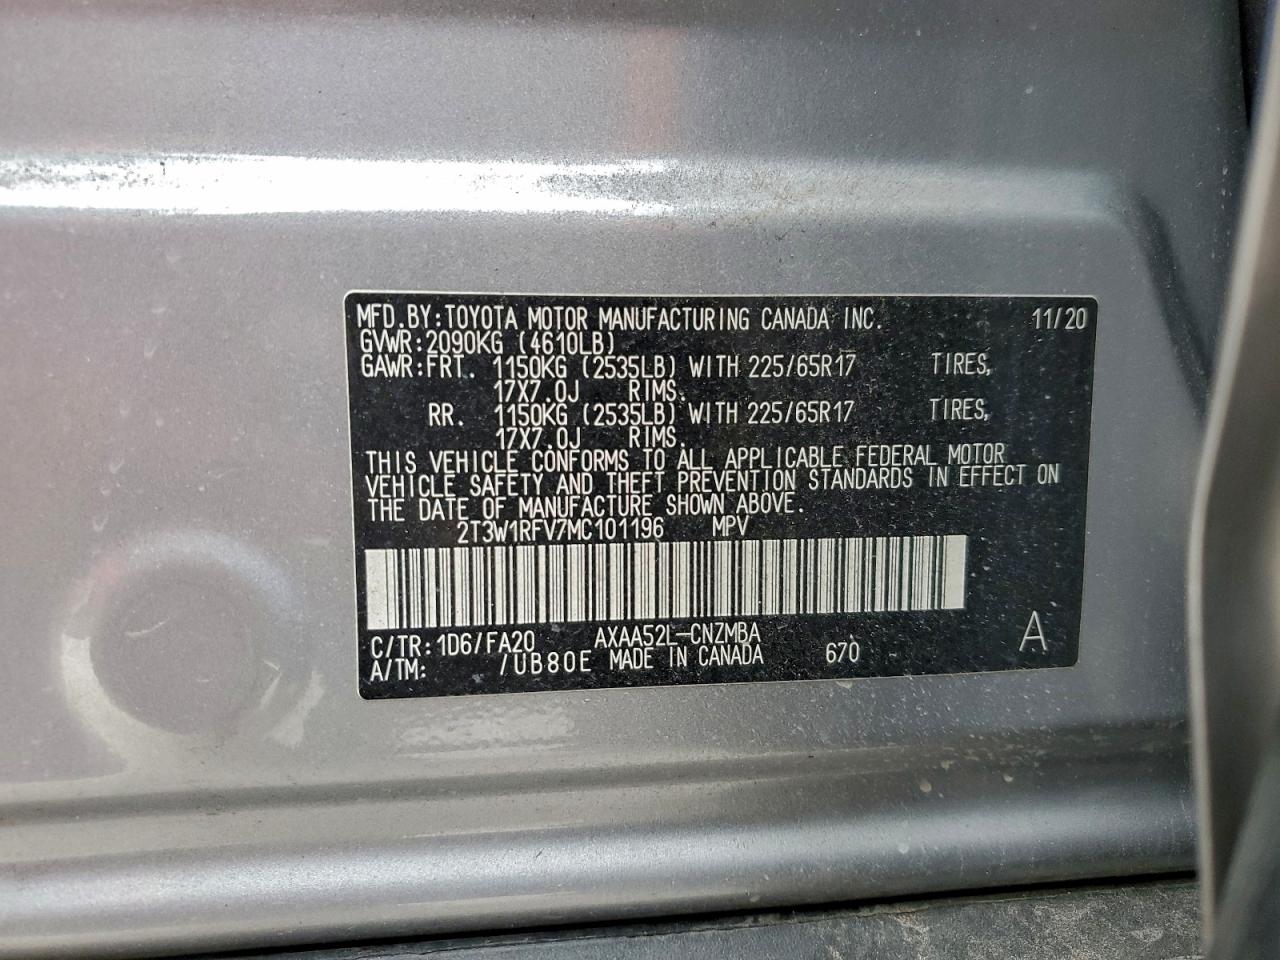 MFD.BY:TOYOTA MOTOR MANUFACTURING CANADA INC. 11/20
GVWR:2090KG (4610LB)
GAWR:FRT. 1150KG (2535LB) WITH 225/65R17 TIRES,
17X7.0J RIMS.
RR. 1150KG (2535LB) WITH 225/65R17 TIRES,
17X7.0J RIMS.
THIS VEHICLE CONFORMS TO ALL APPLICABLE FEDERAL MOTOR
VEHICLE SAFETY AND THEFT PREVENTION STANDARDS IN EFFECT ON
THE DATE OF MANUFACTURE SHOWN ABOVE.
2T3W1RFV7MC101196 MPV
C/TR:1D6/FA20 AXAA52L-CNZMBA A
A/TM: /UB80E MADE IN CANADA 670